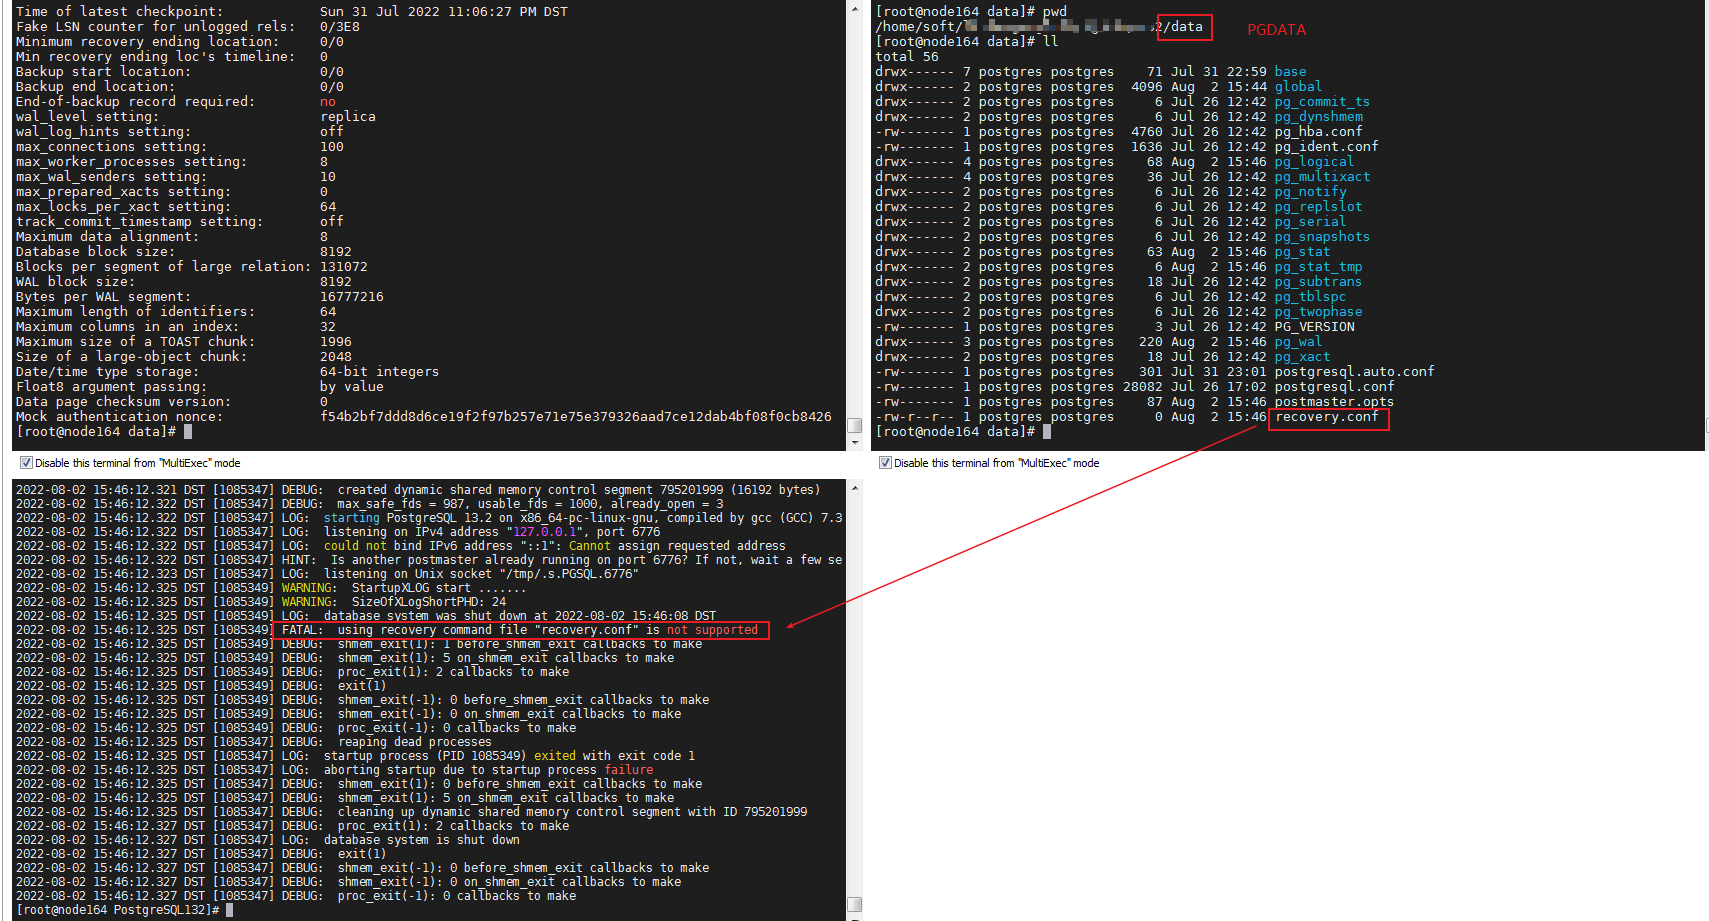 Time of latest checkpoint:            Sun 31 Jul 2022 11:06:27 PM DST
Fake LSN counter for unlogged rels:   0/3E8
Minimum recovery ending location:     0/0
Min recovery ending loc's timeline:   0
Backup start location:                0/0
Backup end location:                  0/0
End-of-backup record required:        no
wal_level setting:                    replica
wal_log_hints setting:                off
max_connections setting:              100
max_worker_processes setting:         8
max_wal_senders setting:              10
max_prepared_xacts setting:           0
max_locks_per_xact setting:           64
track_commit_timestamp setting:       off
Maximum data alignment:               8
Database block size:                  8192
Blocks per segment of large relation: 131072
WAL block size:                       8192
Bytes per WAL segment:                16777216
Maximum length of identifiers:        64
Maximum columns in an index:          32
Maximum size of a TOAST chunk:        1996
Size of a large-object chunk:         2048
Date/time type storage:               64-bit integers
Float8 argument passing:              by value
Data page checksum version:           0
Mock authentication nonce:            f54b2bf7ddd8d6ce19f2f97b257e71e75e379326aad7ce12dab4bf08f0cb8426
[root@node164 data]#
Disable this terminal from "MultiExec" mode
[root@node164 data]# pwd
/home/soft/ /data
PGDATA
[root@node164 data]# ll
total 56
drwx------ 7 postgres postgres    71 Jul 31 22:59 base
drwx------ 2 postgres postgres  4096 Aug  2 15:44 global
drwx------ 2 postgres postgres     6 Jul 26 12:42 pg_commit_ts
drwx------ 2 postgres postgres     6 Jul 26 12:42 pg_dynshmem
-rw------- 1 postgres postgres  4760 Jul 26 12:42 pg_hba.conf
-rw------- 1 postgres postgres  1636 Jul 26 12:42 pg_ident.conf
drwx------ 4 postgres postgres    68 Aug  2 15:46 pg_logical
drwx------ 4 postgres postgres    36 Jul 26 12:42 pg_multixact
drwx------ 2 postgres postgres     6 Jul 26 12:42 pg_notify
drwx------ 2 postgres postgres     6 Jul 26 12:42 pg_replslot
drwx------ 2 postgres postgres     6 Jul 26 12:42 pg_serial
drwx------ 2 postgres postgres     6 Jul 26 12:42 pg_snapshots
drwx------ 2 postgres postgres    63 Aug  2 15:46 pg_stat
drwx------ 2 postgres postgres     6 Aug  2 15:46 pg_stat_tmp
drwx------ 2 postgres postgres    18 Jul 26 12:42 pg_subtrans
drwx------ 2 postgres postgres     6 Jul 26 12:42 pg_tblspc
drwx------ 2 postgres postgres     6 Jul 26 12:42 pg_twophase
-rw------- 1 postgres postgres     3 Jul 26 12:42 PG_VERSION
drwx------ 3 postgres postgres   220 Aug  2 15:46 pg_wal
drwx------ 2 postgres postgres    18 Jul 26 12:42 pg_xact
-rw------- 1 postgres postgres   301 Jul 31 23:01 postgresql.auto.conf
-rw------- 1 postgres postgres 28082 Jul 26 17:02 postgresql.conf
-rw------- 1 postgres postgres    87 Aug  2 15:46 postmaster.opts
-rw-r--r-- 1 postgres postgres     0 Aug  2 15:46 recovery.conf
[root@node164 data]#
Disable this terminal from "MultiExec" mode
2022-08-02 15:46:12.321 DST [1085347] DEBUG:  created dynamic shared memory control segment 795201999 (16192 bytes)
2022-08-02 15:46:12.322 DST [1085347] DEBUG:  max_safe_fds = 987, usable_fds = 1000, already_open = 3
2022-08-02 15:46:12.322 DST [1085347] LOG:  starting PostgreSQL 13.2 on x86_64-pc-linux-gnu, compiled by gcc (GCC) 7.3
2022-08-02 15:46:12.322 DST [1085347] LOG:  listening on IPv4 address "127.0.0.1", port 6776
2022-08-02 15:46:12.322 DST [1085347] LOG:  could not bind IPv6 address "::1": Cannot assign requested address
2022-08-02 15:46:12.322 DST [1085347] HINT:  Is another postmaster already running on port 6776? If not, wait a few se
2022-08-02 15:46:12.323 DST [1085347] LOG:  listening on Unix socket "/tmp/.s.PGSQL.6776"
2022-08-02 15:46:12.325 DST [1085349] WARNING:  StartupXLOG start .......
2022-08-02 15:46:12.325 DST [1085349] WARNING:  SizeOfXLogShortPHD: 24
2022-08-02 15:46:12.325 DST [1085349] LOG:  database system was shut down at 2022-08-02 15:46:08 DST
2022-08-02 15:46:12.325 DST [1085349] FATAL:  using recovery command file "recovery.conf" is not supported
2022-08-02 15:46:12.325 DST [1085349] DEBUG:  shmem_exit(1): 1 before_shmem_exit callbacks to make
2022-08-02 15:46:12.325 DST [1085349] DEBUG:  shmem_exit(1): 5 on_shmem_exit callbacks to make
2022-08-02 15:46:12.325 DST [1085349] DEBUG:  proc_exit(1): 2 callbacks to make
2022-08-02 15:46:12.325 DST [1085349] DEBUG:  exit(1)
2022-08-02 15:46:12.325 DST [1085349] DEBUG:  shmem_exit(-1): 0 before_shmem_exit callbacks to make
2022-08-02 15:46:12.325 DST [1085349] DEBUG:  shmem_exit(-1): 0 on_shmem_exit callbacks to make
2022-08-02 15:46:12.325 DST [1085349] DEBUG:  proc_exit(-1): 0 callbacks to make
2022-08-02 15:46:12.325 DST [1085347] DEBUG:  reaping dead processes
2022-08-02 15:46:12.325 DST [1085347] LOG:  startup process (PID 1085349) exited with exit code 1
2022-08-02 15:46:12.325 DST [1085347] LOG:  aborting startup due to startup process failure
2022-08-02 15:46:12.325 DST [1085347] DEBUG:  shmem_exit(1): 0 before_shmem_exit callbacks to make
2022-08-02 15:46:12.325 DST [1085347] DEBUG:  shmem_exit(1): 5 on_shmem_exit callbacks to make
2022-08-02 15:46:12.325 DST [1085347] DEBUG:  cleaning up dynamic shared memory control segment with ID 795201999
2022-08-02 15:46:12.327 DST [1085347] DEBUG:  proc_exit(1): 2 callbacks to make
2022-08-02 15:46:12.327 DST [1085347] LOG:  database system is shut down
2022-08-02 15:46:12.327 DST [1085347] DEBUG:  exit(1)
2022-08-02 15:46:12.327 DST [1085347] DEBUG:  shmem_exit(-1): 0 before_shmem_exit callbacks to make
2022-08-02 15:46:12.327 DST [1085347] DEBUG:  shmem_exit(-1): 0 on_shmem_exit callbacks to make
2022-08-02 15:46:12.327 DST [1085347] DEBUG:  proc_exit(-1): 0 callbacks to make
[root@node164 PostgreSQL132]#